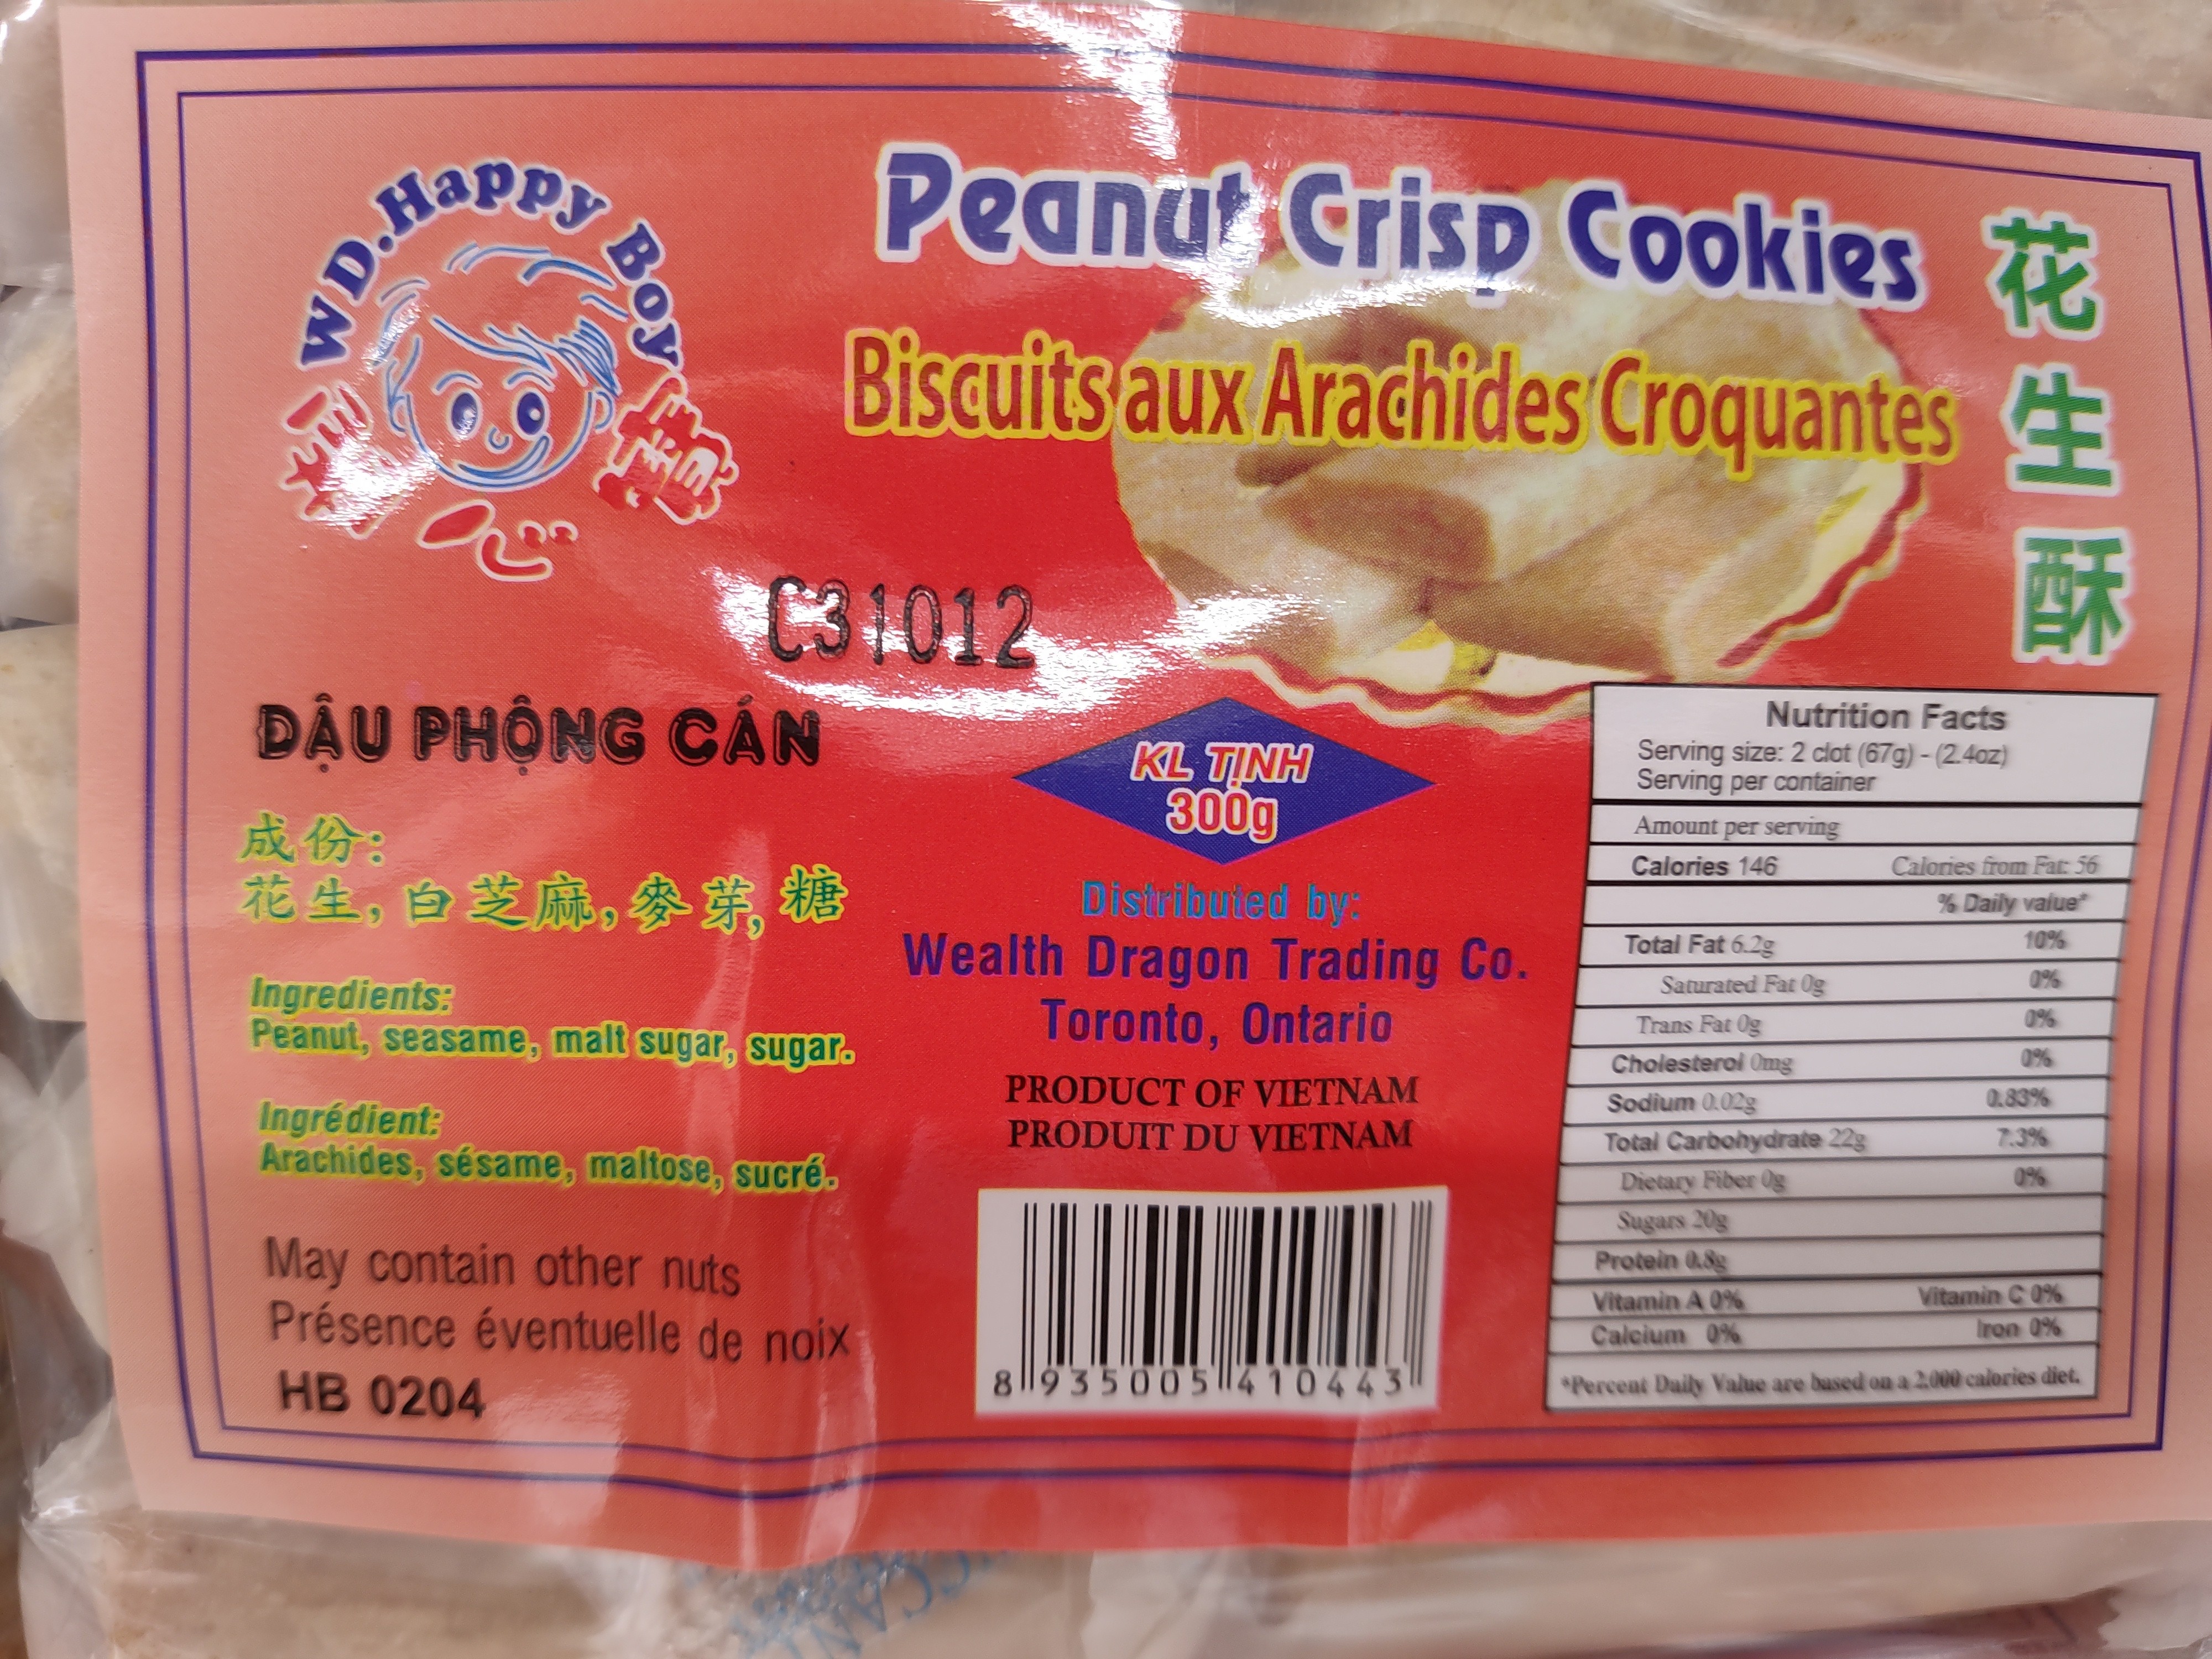 WD.Happy Boy
Peanut Crisp Cookies
Biscuits aux Arachides Croquantes
花生酥
C31012
ĐẬU PHỘNG CÁN
成份:
花生, 白芝麻, 麥芽, 糖
Ingredients:
Peanut, seasame, malt sugar, sugar.
Ingrédient:
Arachides, sésame, maltose, sucré.
May contain other nuts
Présence éventuelle de noix
HB 0204
KL TỊNH
300g
Distributed by:
Wealth Dragon Trading Co.
Toronto, Ontario
PRODUCT OF VIETNAM
PRODUIT DU VIETNAM
8 935005 410443
Nutrition Facts
Serving size: 2 clot (67g) - (2.4oz)
Serving per container
Amount per serving
Calories 146 Calories from Fat: 56
% Daily value*
Total Fat 6.2g 10%
Saturated Fat 0g 0%
Trans Fat 0g 0%
Cholesterol 0mg 0%
Sodium 0.02g 0.83%
Total Carbohydrate 22g 7.3%
Dietary Fiber 0g 0%
Sugars 20g
Protein 0.8g
Vitamin A 0% Vitamin C 0%
Calcium 0% Iron 0%
*Percent Daily Value are based on a 2,000 calories diet.